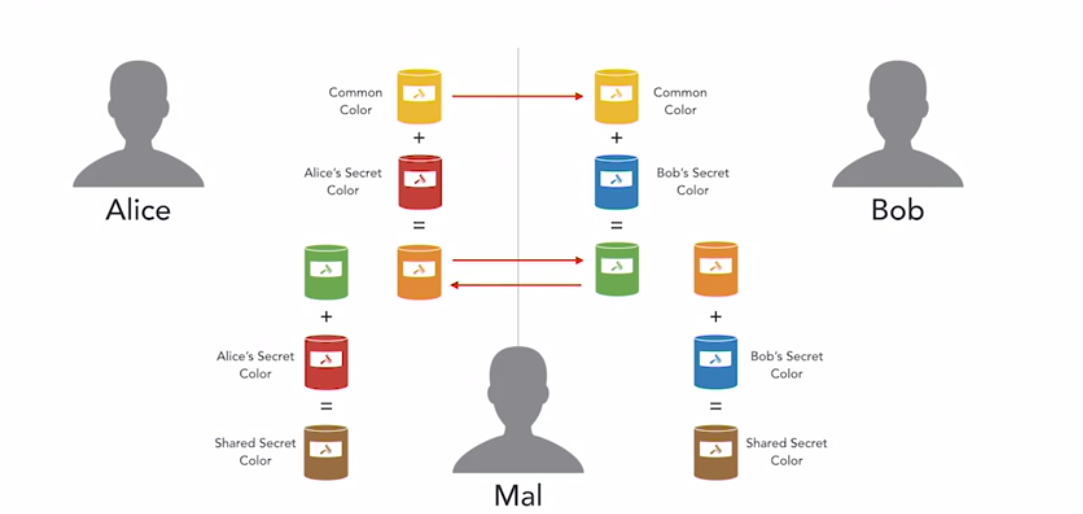 Common
Color
Common
Color
+
+
Alice's Secret
Color
Bob's Secret
Color
Alice
Bob
=
=
+
+
Alice's Secret
Color
Bob's Secret
Color
=
=
Shared Secret
Color
Shared Secret
Color
Mal